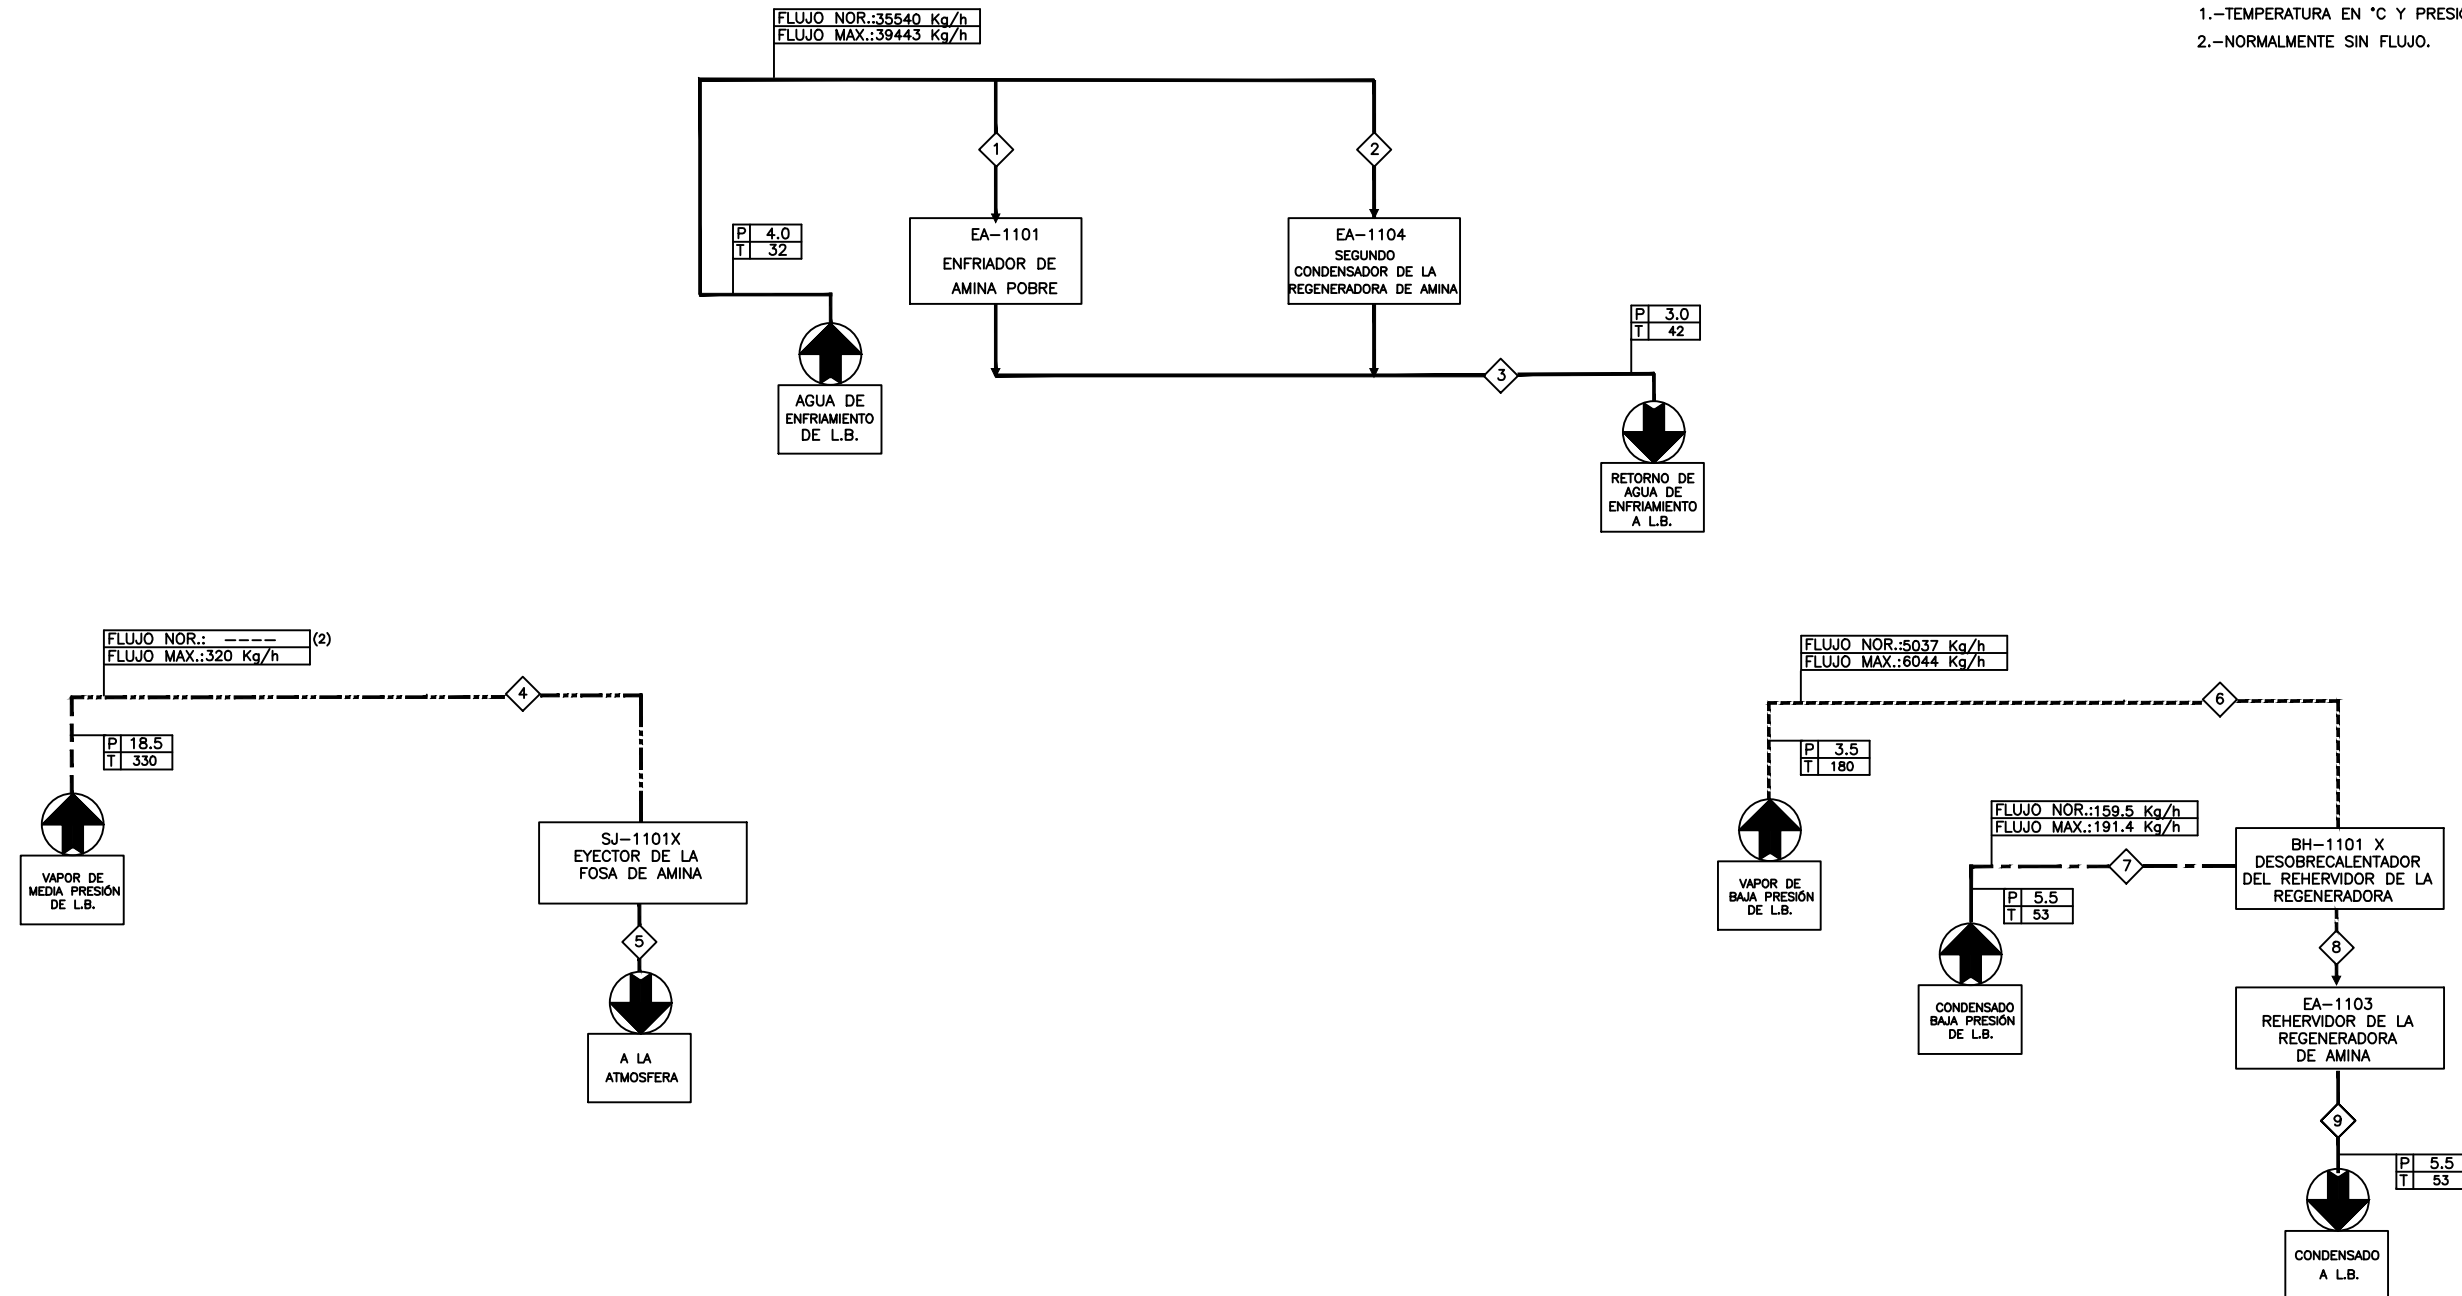 1.-TEMPERATURA EN °C Y PRESIÓ
2.-NORMALMENTE SIN FLUJO.
FLUJO NOR.:35540 Kg/h
FLUJO MAX.:39443 Kg/h
1
2
P 4.0
T 32
EA-1101
ENFRIADOR DE
AMINA POBRE
EA-1104
SEGUNDO
CONDENSADOR DE LA
REGENERADORA DE AMINA
P 3.0
T 42
3
AGUA DE
ENFRIAMIENTO
DE L.B.
RETORNO DE
AGUA DE
ENFRIAMIENTO
A L.B.
FLUJO NOR.: ---- (2)
FLUJO MAX.:320 Kg/h
4
P 18.5
T 330
VAPOR DE
MEDIA PRESIÓN
DE L.B.
SJ-1101X
EYECTOR DE LA
FOSA DE AMINA
5
A LA
ATMOSFERA
FLUJO NOR.:5037 Kg/h
FLUJO MAX.:6044 Kg/h
6
P 3.5
T 180
VAPOR DE
BAJA PRESIÓN
DE L.B.
FLUJO NOR.:159.5 Kg/h
FLUJO MAX.:191.4 Kg/h
7
P 5.5
T 53
CONDENSADO
BAJA PRESIÓN
DE L.B.
BH-1101 X
DESOBRECALENTADOR
DEL REHERVIDOR DE LA
REGENERADORA
8
EA-1103
REHERVIDOR DE LA
REGENERADORA
DE AMINA
9
P 5.5
T 53
CONDENSADO
A L.B.